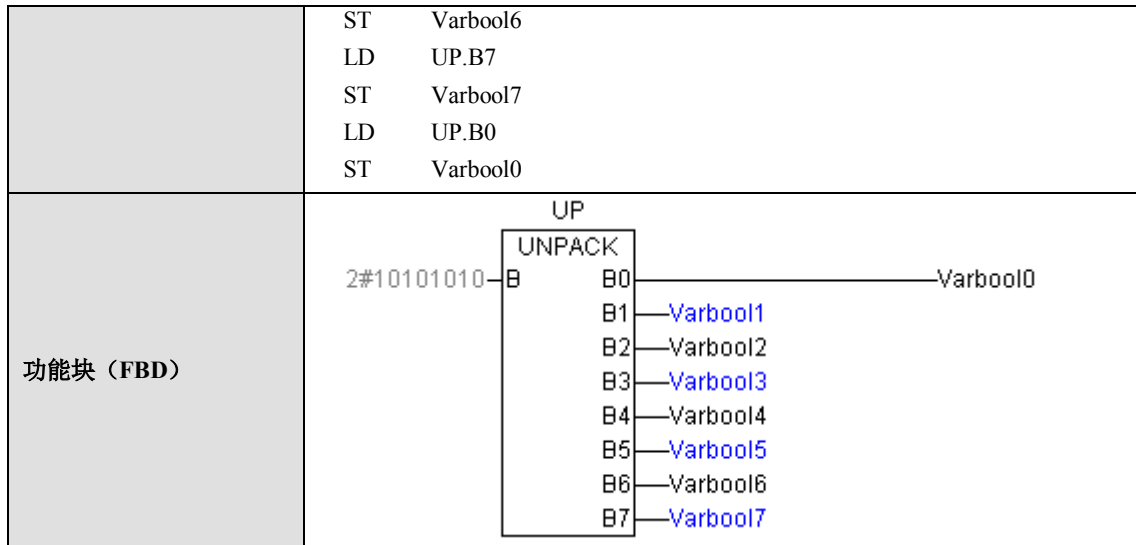 ST Varbool6
LD UP.B7
ST Varbool7
LD UP.B0
ST Varbool0
功能块（FBD）
UP
UNPACK
2#10101010 B B0 Varbool0
B1 Varbool1
B2 Varbool2
B3 Varbool3
B4 Varbool4
B5 Varbool5
B6 Varbool6
B7 Varbool7